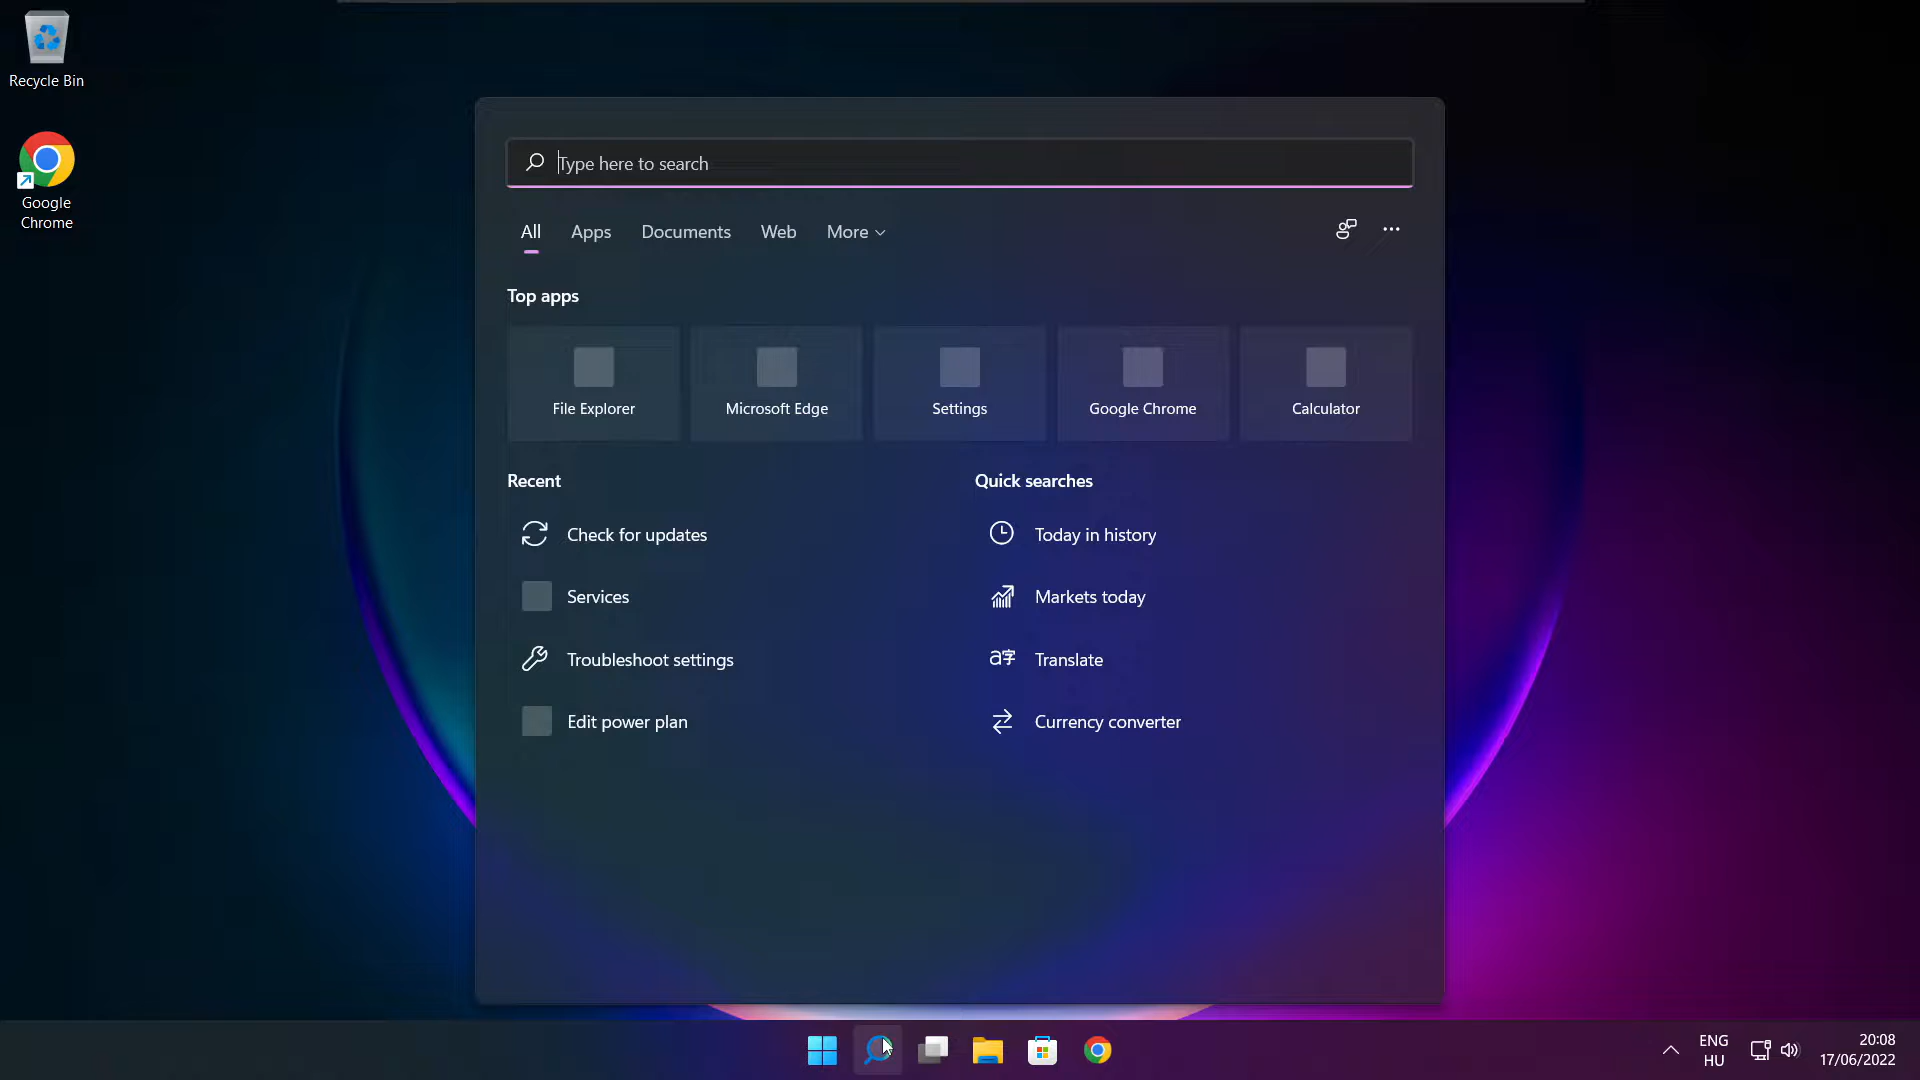 Recycle Bin
Google
Chrome
Type here to search
All Apps Documents Web More
Top apps
File Explorer Microsoft Edge Settings Google Chrome Calculator
Recent
Check for updates
Services
Troubleshoot settings
Edit power plan
Quick searches
Today in history
Markets today
Translate
Currency converter
ENG
HU
20:08
17/06/2022